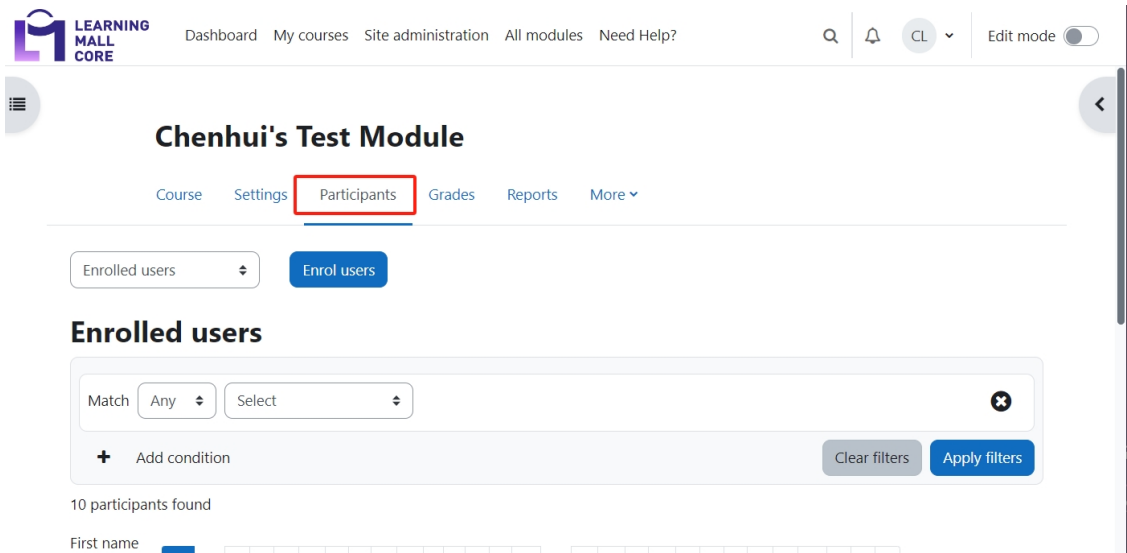 LEARNING
MALL
CORE
Dashboard My courses Site administration All modules Need Help?
CL
Edit mode
Chenhui's Test Module
Course Settings Participants Grades Reports More
Enrolled users
Enrol users
Enrolled users
Match Any Select
Add condition
Clear filters Apply filters
10 participants found
First name